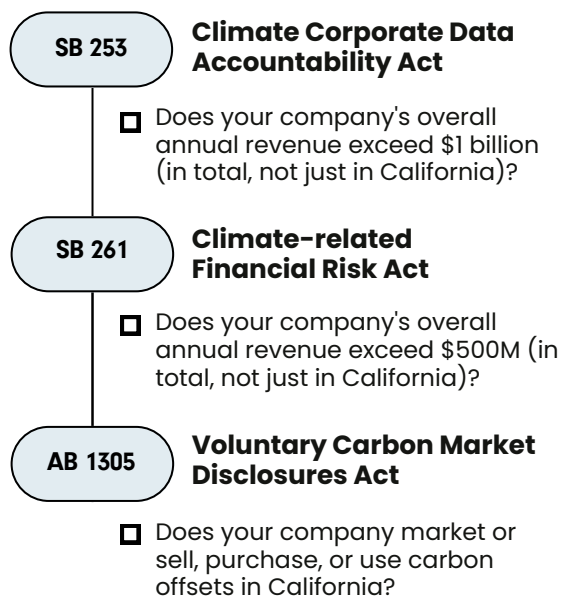 SB 253
Climate Corporate Data
Accountability Act
Does your company's overall
annual revenue exceed $1 billion
(in total, not just in California)?
SB 261
Climate-related
Financial Risk Act
Does your company's overall
annual revenue exceed $500M (in
total, not just in California)?
AB 1305
Voluntary Carbon Market
Disclosures Act
Does your company market or
sell, purchase, or use carbon
offsets in California?